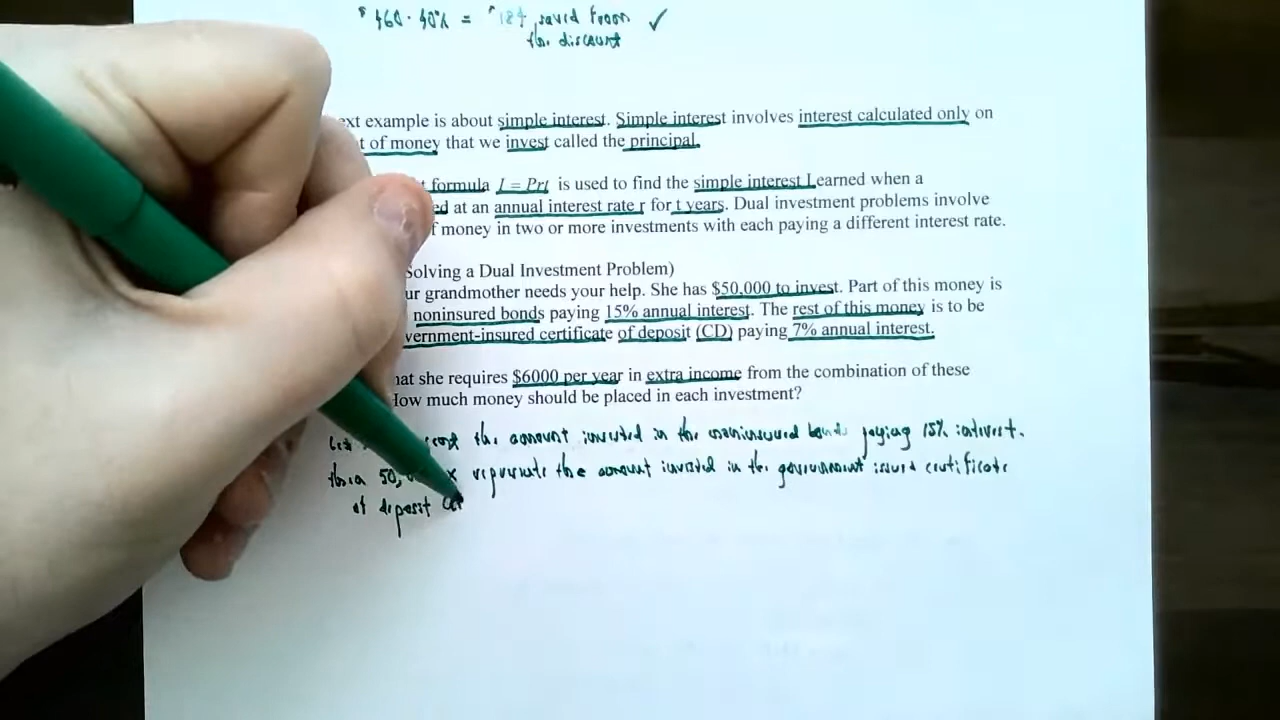 $460 · 40% = $184 saved from ✓
the discount
ext example is about simple interest. Simple interest involves interest calculated only on
t of money that we invest called the principal.
t formula I = Prt is used to find the simple interest I earned when a
ed at an annual interest rate r for t years. Dual investment problems involve
f money in two or more investments with each paying a different interest rate.
Solving a Dual Investment Problem)
ur grandmother needs your help. She has $50,000 to invest. Part of this money is
noninsured bonds paying 15% annual interest. The rest of this money is to be
vernment-insured certificate of deposit (CD) paying 7% annual interest.
hat she requires $6000 per year in extra income from the combination of these
How much money should be placed in each investment?
Let the amount invested in the noninsured bonds paying 15% interest.
then 50, x represents the amount invested in the government issued certificate
of deposit